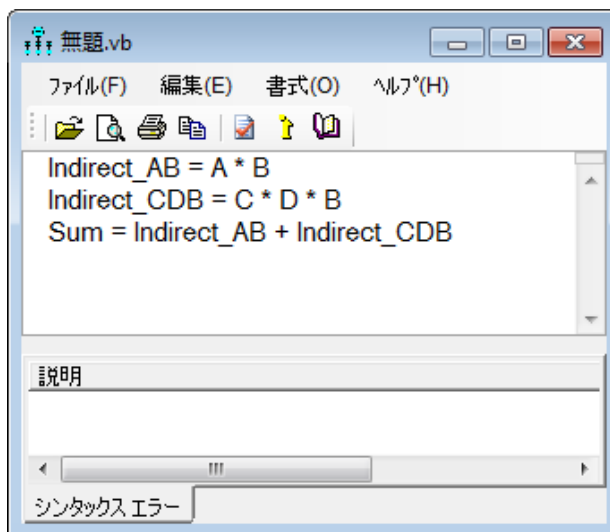 無題.vb
ファイル(F) 編集(E) 書式(O) ヘルプ(H)
Indirect_AB = A * B
Indirect_CDB = C * D * B
Sum = Indirect_AB + Indirect_CDB
説明
シンタックス エラー